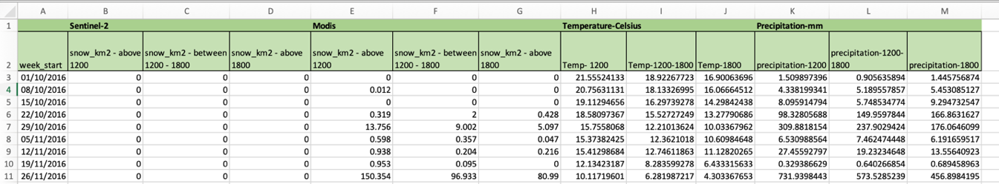 A B C D E F G H I J K L M
1 Sentinel-2 Modis Temperature-Celsius Precipitation-mm
2 week_start snow_km2 - above 1200 snow_km2 - between 1200 - 1800 snow_km2 - above 1800 snow_km2 - above 1200 snow_km2 - between 1200 - 1800 snow_km2 - above 1800 Temp- 1200 Temp-1200-1800 Temp-1800 precipitation-1200 precipitation-1200-1800 precipitation-1800
3 01/10/2016 0 0 0 0 0 0 21.55524133 18.92267723 16.90063696 1.509897396 0.905635894 1.445756874
4 08/10/2016 0 0 0 0.012 0 0 20.75631131 18.13326995 16.06664512 4.338199341 5.189557857 5.453085127
5 15/10/2016 0 0 0 0 0 0 19.11294656 16.29739278 14.29842438 8.095914794 5.748534774 9.294732547
6 22/10/2016 0 0 0 0.319 2 0.428 18.58097367 15.52727249 13.27790686 98.32805688 149.9597844 166.8631627
7 29/10/2016 0 0 0 13.756 9.002 5.097 15.7558068 12.21013624 10.03367962 309.8818154 237.9029424 176.0646099
8 05/11/2016 0 0 0 0.598 0.357 0.047 15.37382425 12.3621018 10.60984648 6.530988564 7.462474448 6.191659517
9 12/11/2016 0 0 0 0.938 0.204 0.216 15.41298684 12.74611863 11.12820265 27.45592797 19.23234648 13.55640923
10 19/11/2016 0 0 0 0.953 0.095 0 12.13423187 8.283599278 6.433315633 0.329386629 0.640266854 0.689458963
11 26/11/2016 0 0 0 150.354 96.933 80.99 10.11719601 6.281987217 4.303367653 731.9398443 573.5285239 456.8984195